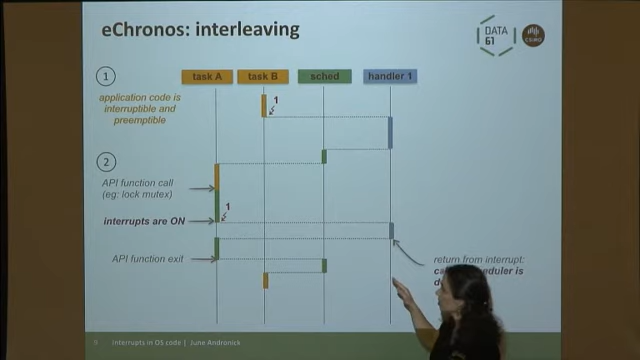 eChronos: interleaving
DATA
61
CSIRO
task A
task B
sched
handler 1
1
application code is
interruptible and
preemptible
1
2
API function call
(eg: lock mutex)
1
interrupts are ON
API function exit
return from interrupt:
9 Interrupts in OS code | June Andronick